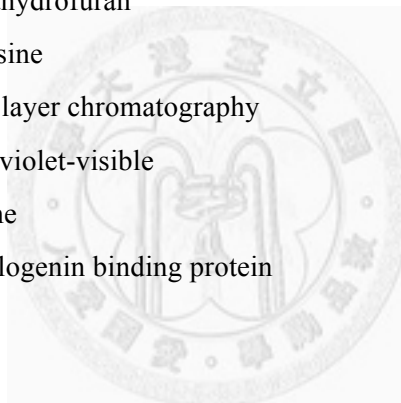 hydrofuran
sine
layer chromatography
violet-visible
ne
logenin binding protein